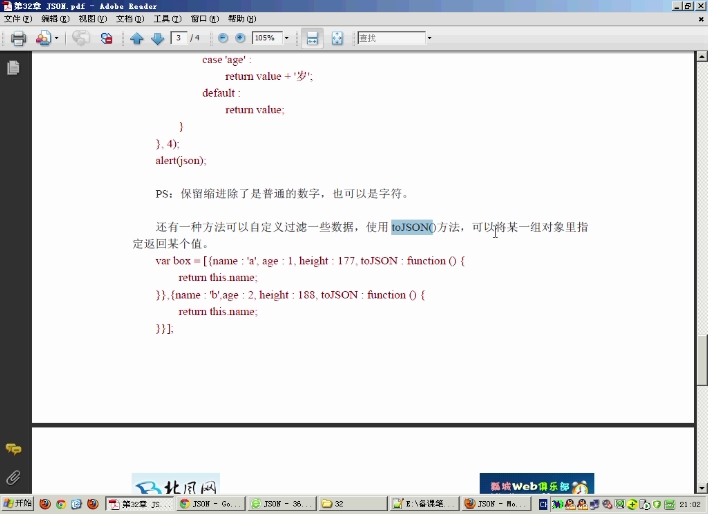 第32章 JSON.pdf - Adobe Reader
文件(F) 编辑(E) 视图(V) 文档(D) 工具(T) 窗口(W) 帮助(H)
3 / 4 105% 查找
case 'age' :
return value + '岁';
default :
return value;
}
}, 4);
alert(json);
PS：保留缩进除了是普通的数字，也可以是字符。
还有一种方法可以自定义过滤一些数据，使用 toJSON()方法，可以将某一组对象里指
定返回某个值。
var box = [{name : 'a', age : 1, height : 177, toJSON : function () {
return this.name;
}},{name : 'b',age : 2, height : 188, toJSON : function () {
return this.name;
}}];
北风网
瓢城Web俱乐部
开始 第32章 JS... JSON - Go... JSON - 36... 32 E:\备课笔... JSON - Mo... 21:02